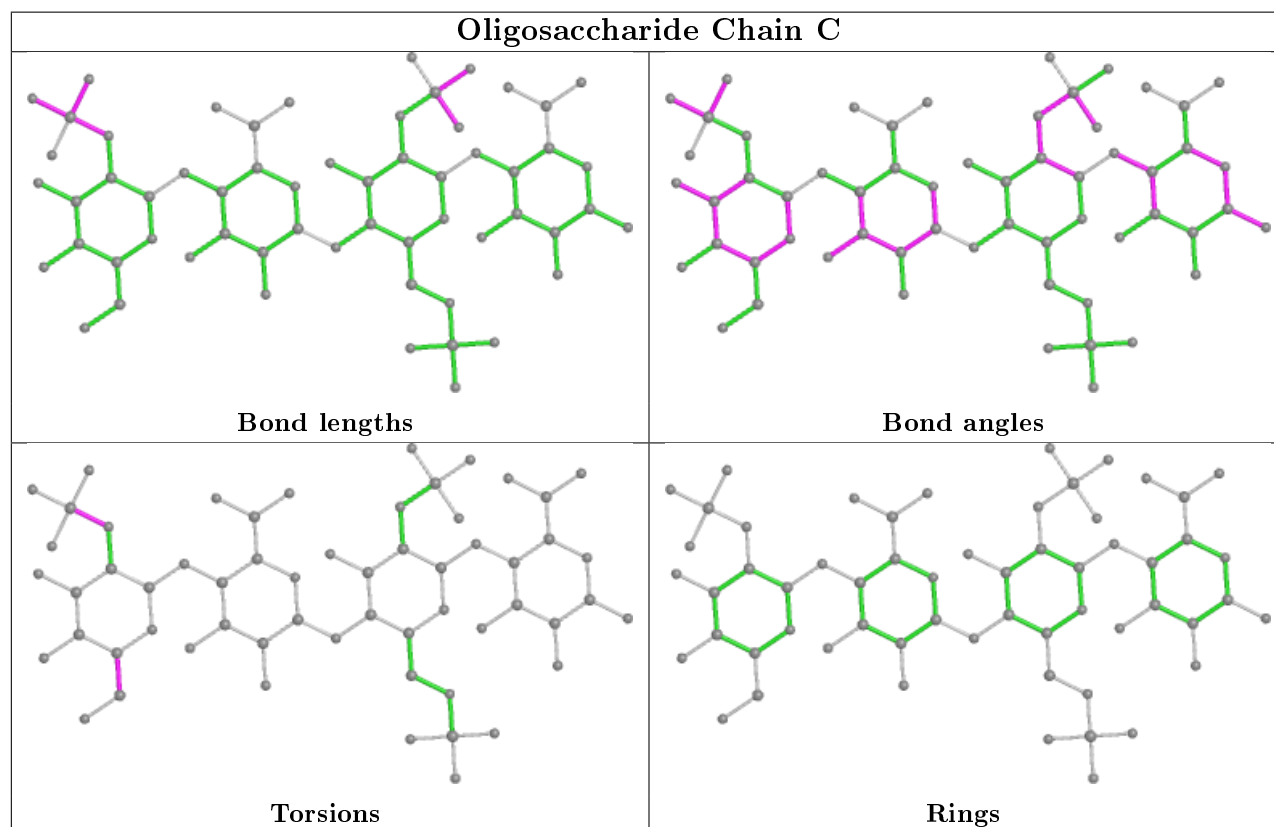 Oligosaccharide Chain C
Bond lengths
Bond angles
Torsions
Rings